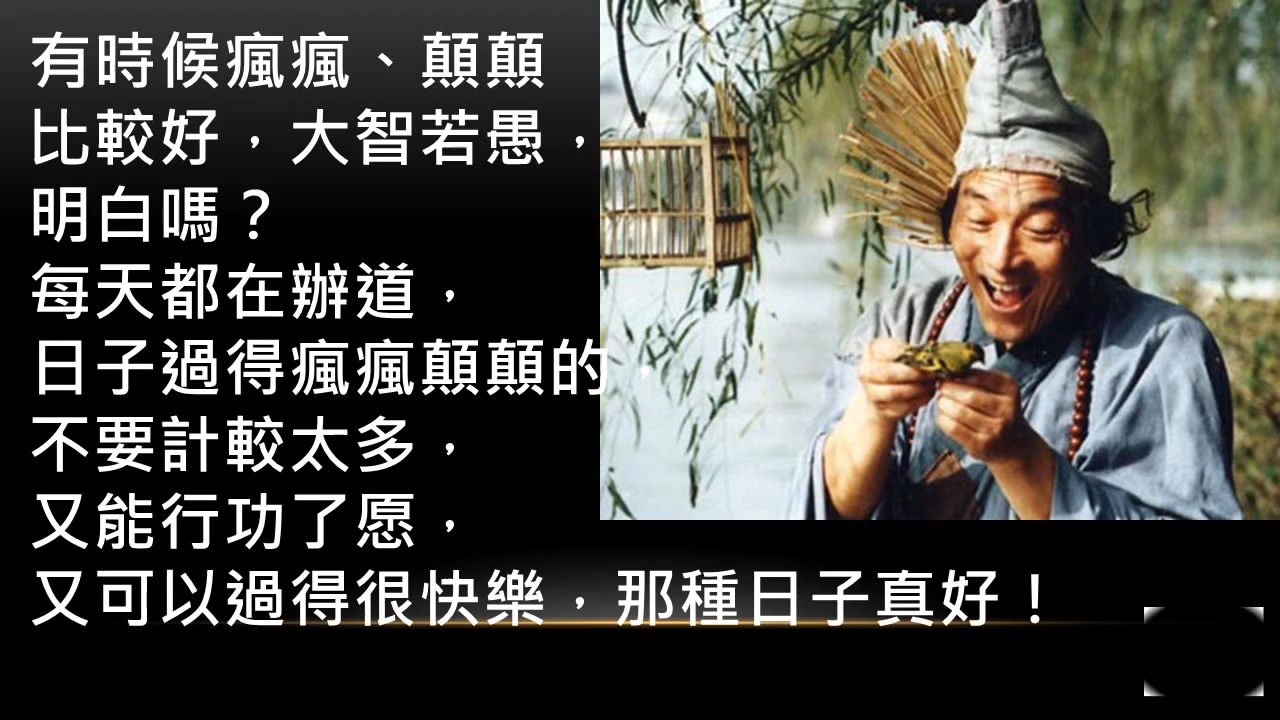 有時候瘋瘋、顛顛
比較好，大智若愚，
明白嗎？
每天都在辦道，
日子過得瘋瘋顛顛的，
不要計較太多，
又能行功了愿，
又可以過得很快樂，那種日子真好！